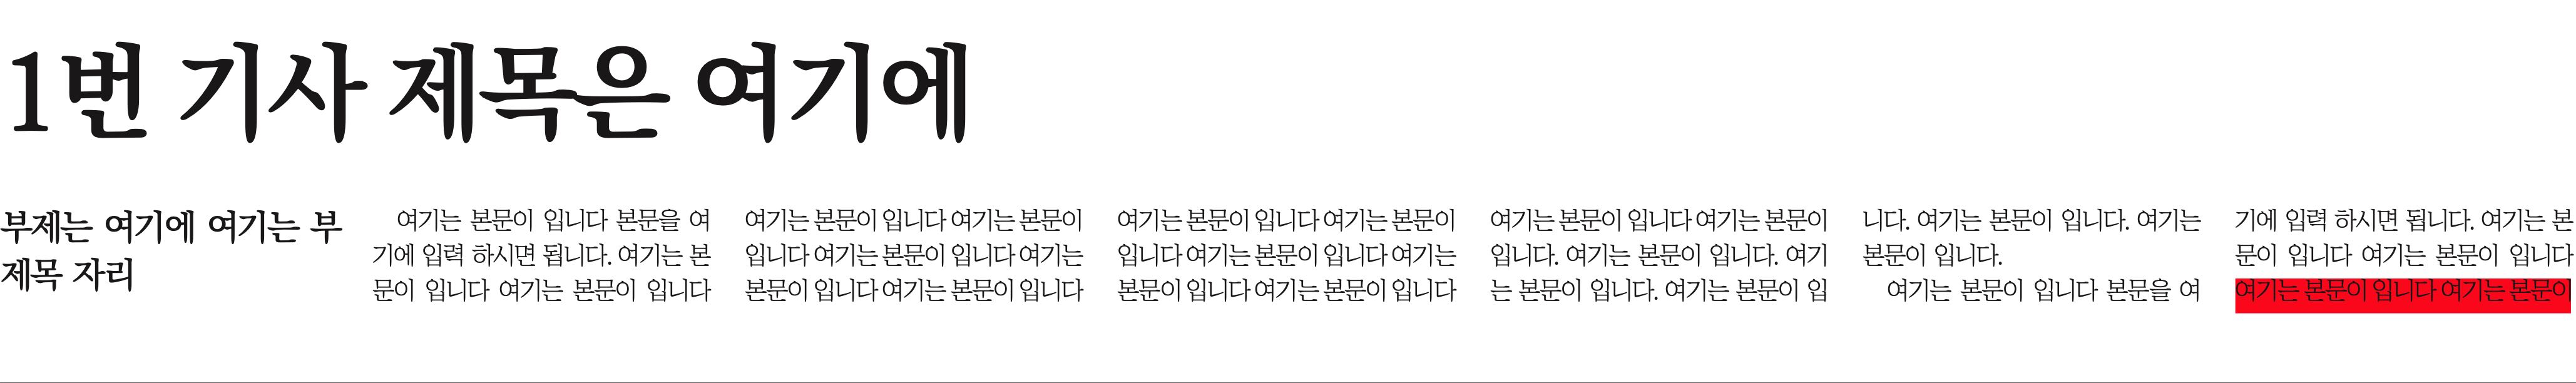 1번 기사 제목은 여기에
부제는 여기에 여기는 부
제목 자리
여기는 본문이 입니다 본문을 여
기에 입력 하시면 됩니다. 여기는 본
문이 입니다 여기는 본문이 입니다
여기는 본문이 입니다 여기는 본문이
입니다 여기는 본문이 입니다 여기는
본문이 입니다 여기는 본문이 입니다
여기는 본문이 입니다 여기는 본문이
입니다 여기는 본문이 입니다 여기는
본문이 입니다 여기는 본문이 입니다
여기는 본문이 입니다 여기는 본문이
입니다. 여기는 본문이 입니다. 여기
는 본문이 입니다. 여기는 본문이 입
니다. 여기는 본문이 입니다. 여기는
본문이 입니다.
여기는 본문이 입니다 본문을 여
기에 입력 하시면 됩니다. 여기는 본
문이 입니다 여기는 본문이 입니다
여기는 본문이 입니다 여기는 본문이